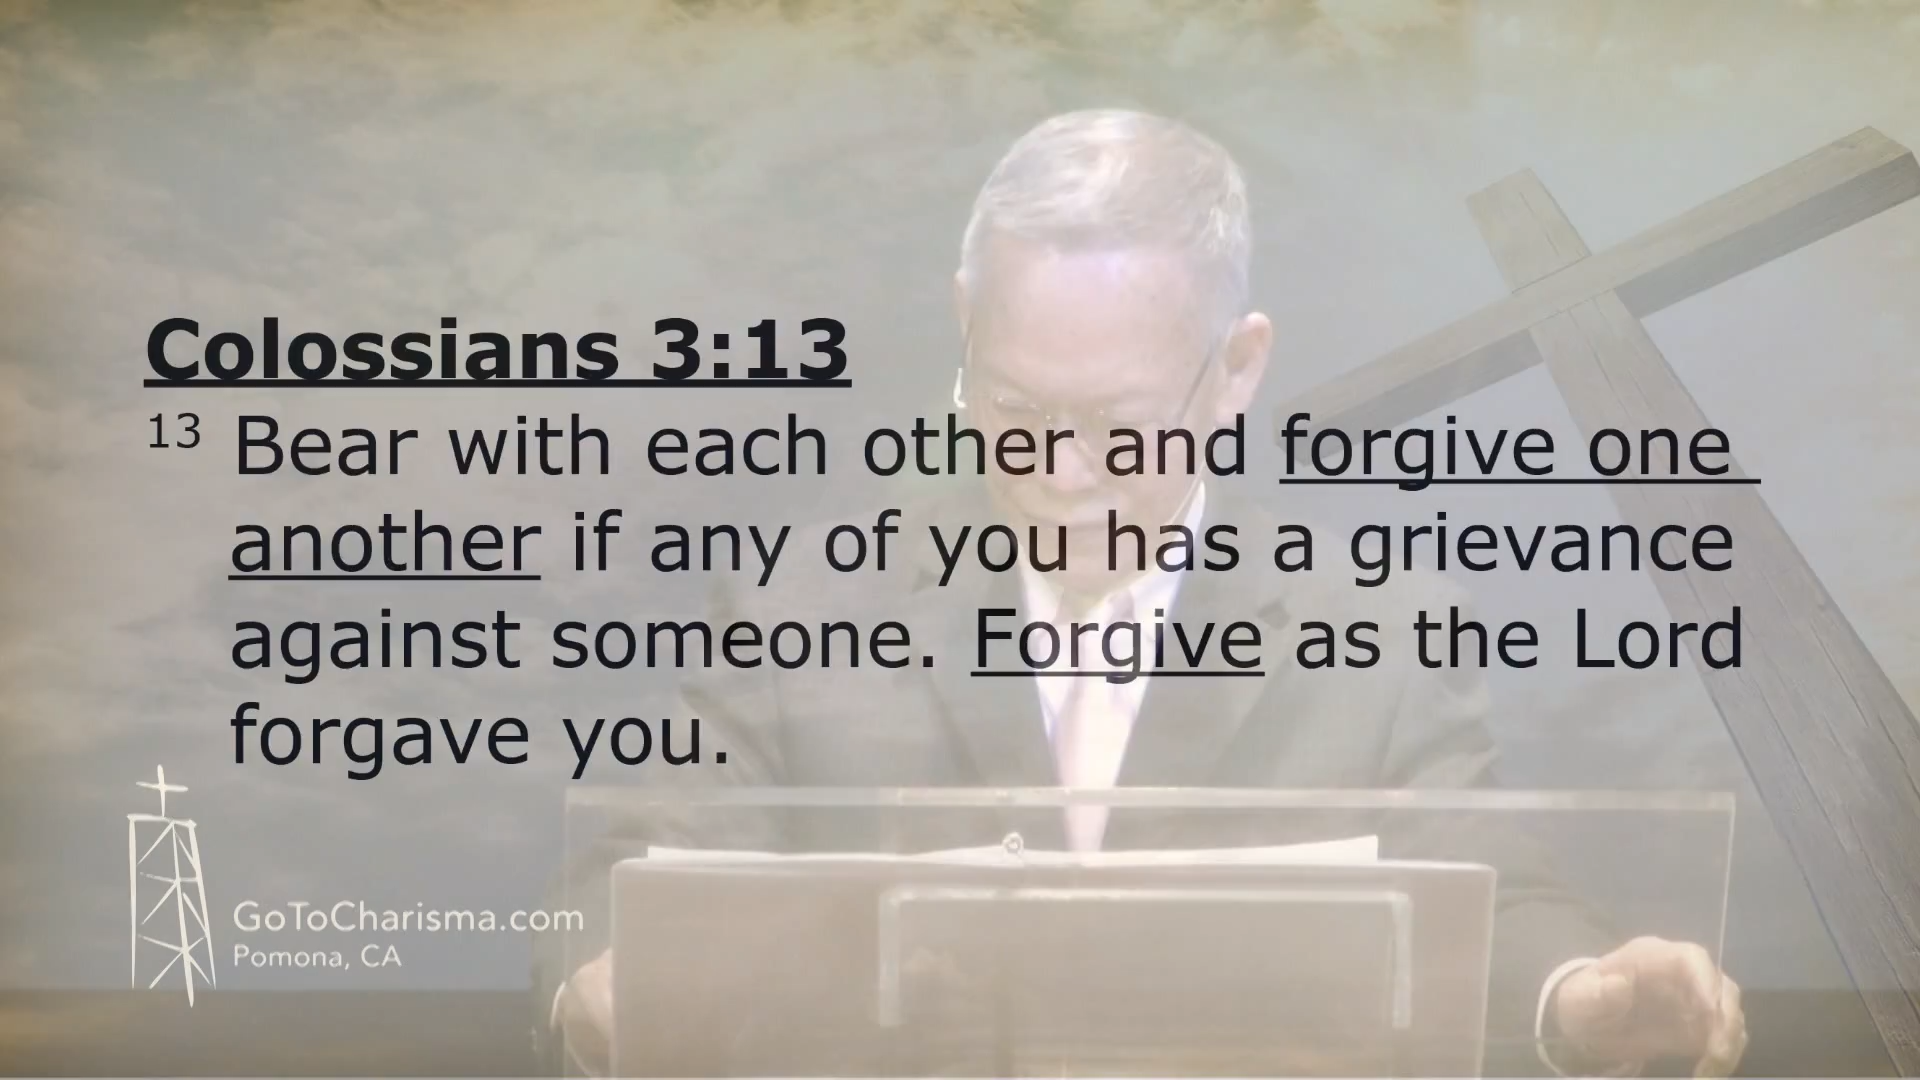 Colossians 3:13
13 Bear with each other and forgive one
another if any of you has a grievance
against someone. Forgive as the Lord
forgave you.
GoToCharisma.com
Pomona, CA